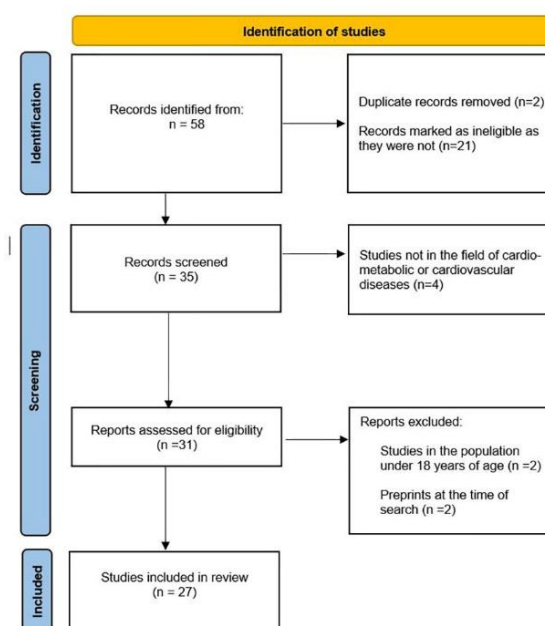 Identification of studies
Identification
Records identified from:
n = 58
Duplicate records removed (n=2)
Records marked as ineligible as
they were not (n=21)
Screening
Records screened
(n = 35)
Studies not in the field of cardio-
metabolic or cardiovascular
diseases (n=4)
Reports assessed for eligibility
(n =31)
Reports excluded:
Studies in the population
under 18 years of age (n =2)
Preprints at the time of
search (n =2)
Included
Studies included in review
(n = 27)